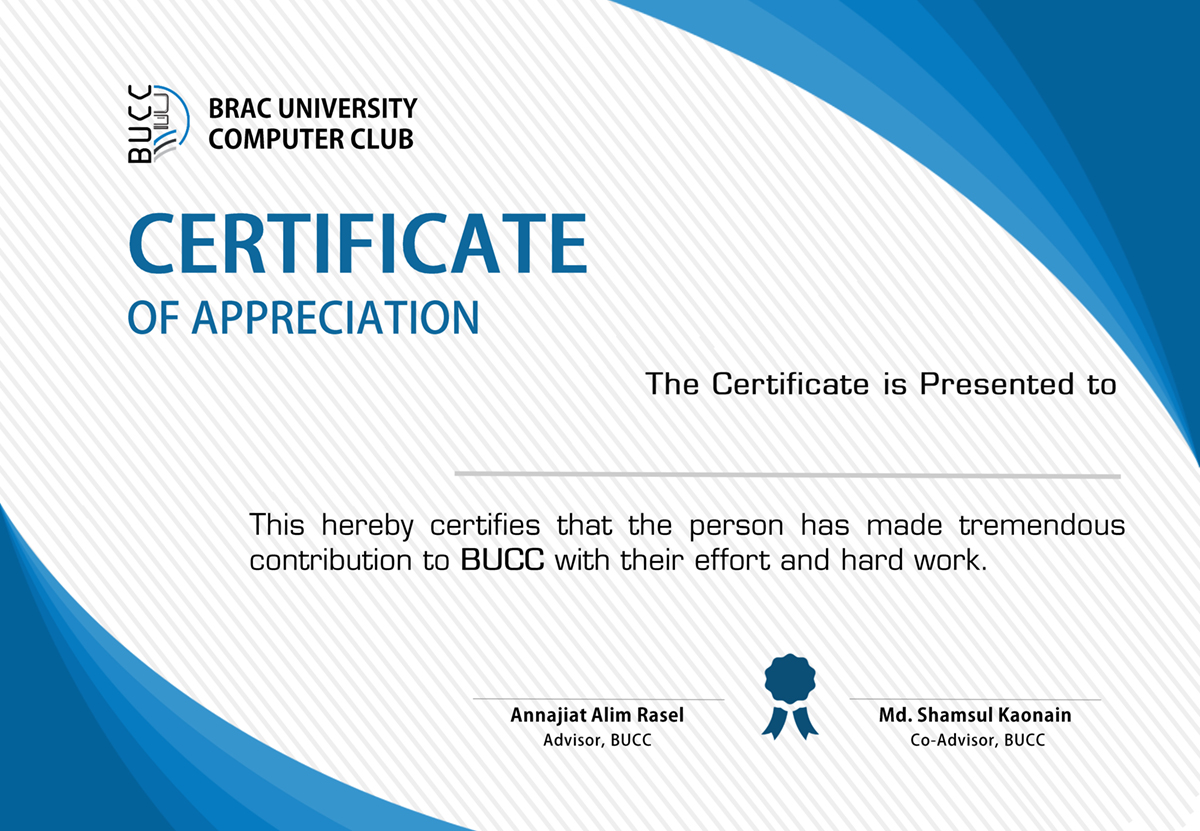 BUCC
BRAC UNIVERSITY
COMPUTER CLUB
CERTIFICATE
OF APPRECIATION
The Certificate is Presented to
This hereby certifies that the person has made tremendous
contribution to BUCC with their effort and hard work.
Annajiat Alim Rasel
Advisor, BUCC
Md. Shamsul Kaonain
Co-Advisor, BUCC